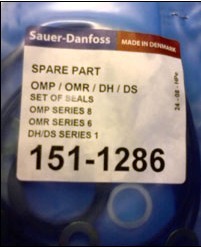 Sauer-Danfoss
MADE IN DENMARK
SPARE PART
OMP / OMR / DH / DS
SET OF SEALS
OMP SERIES 8
OMR SERIES 6
DH/DS SERIES 1
151-1286